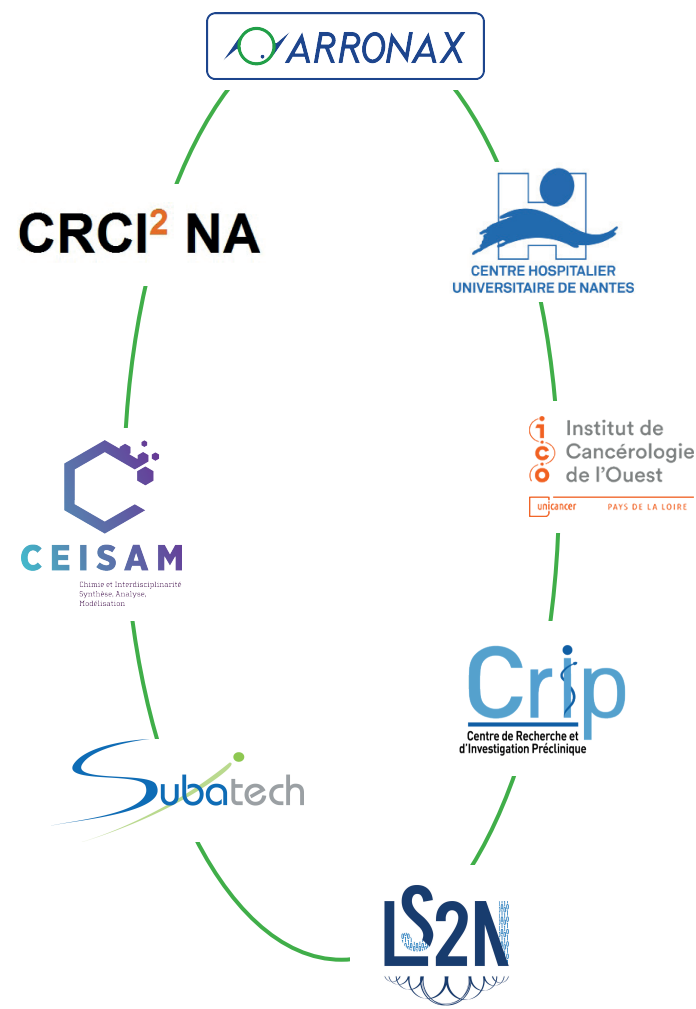 ARRONAX
CRCI² NA
CENTRE HOSPITALIER
UNIVERSITAIRE DE NANTES
ico
Institut de
Cancérologie
de l'Ouest
unicancer
PAYS DE LA LOIRE
CEISAM
Chimie et Interdisciplinarité
Synthèse, Analyse,
Modélisation
Crip
Centre de Recherche et
d'Investigation Préclinique
Subatech
LS2N